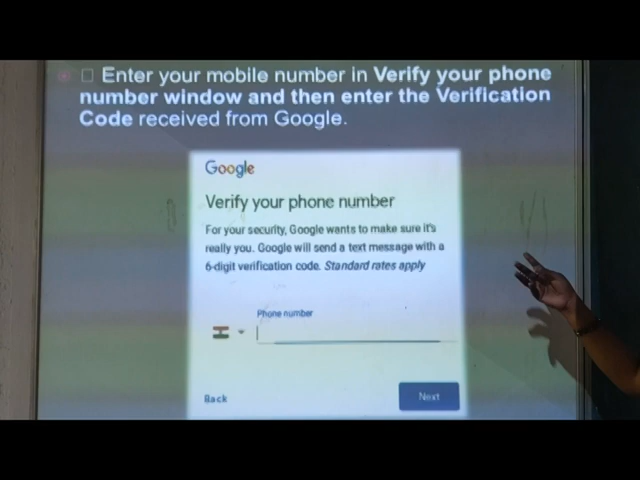 □ Enter your mobile number in Verify your phone
number window and then enter the Verification
Code received from Google.
Google
Verify your phone number
For your security, Google wants to make sure it's
really you. Google will send a text message with a
6-digit verification code. Standard rates apply
Phone number
Back
Next